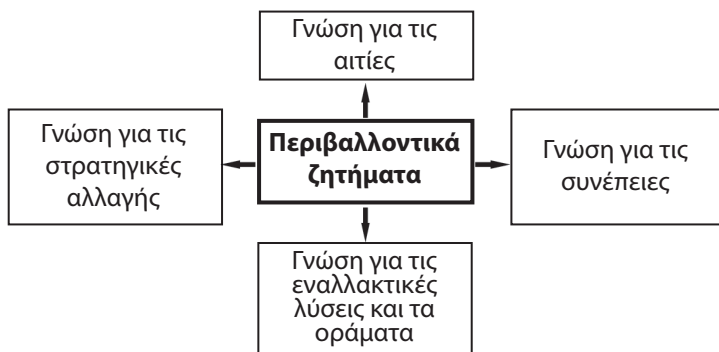 Γνώση για τις
αιτίες
Γνώση για τις
στρατηγικές
αλλαγής
Περιβαλλοντικά
ζητήματα
Γνώση για τις
συνέπειες
Γνώση για τις
εναλλακτικές
λύσεις και τα
οράματα